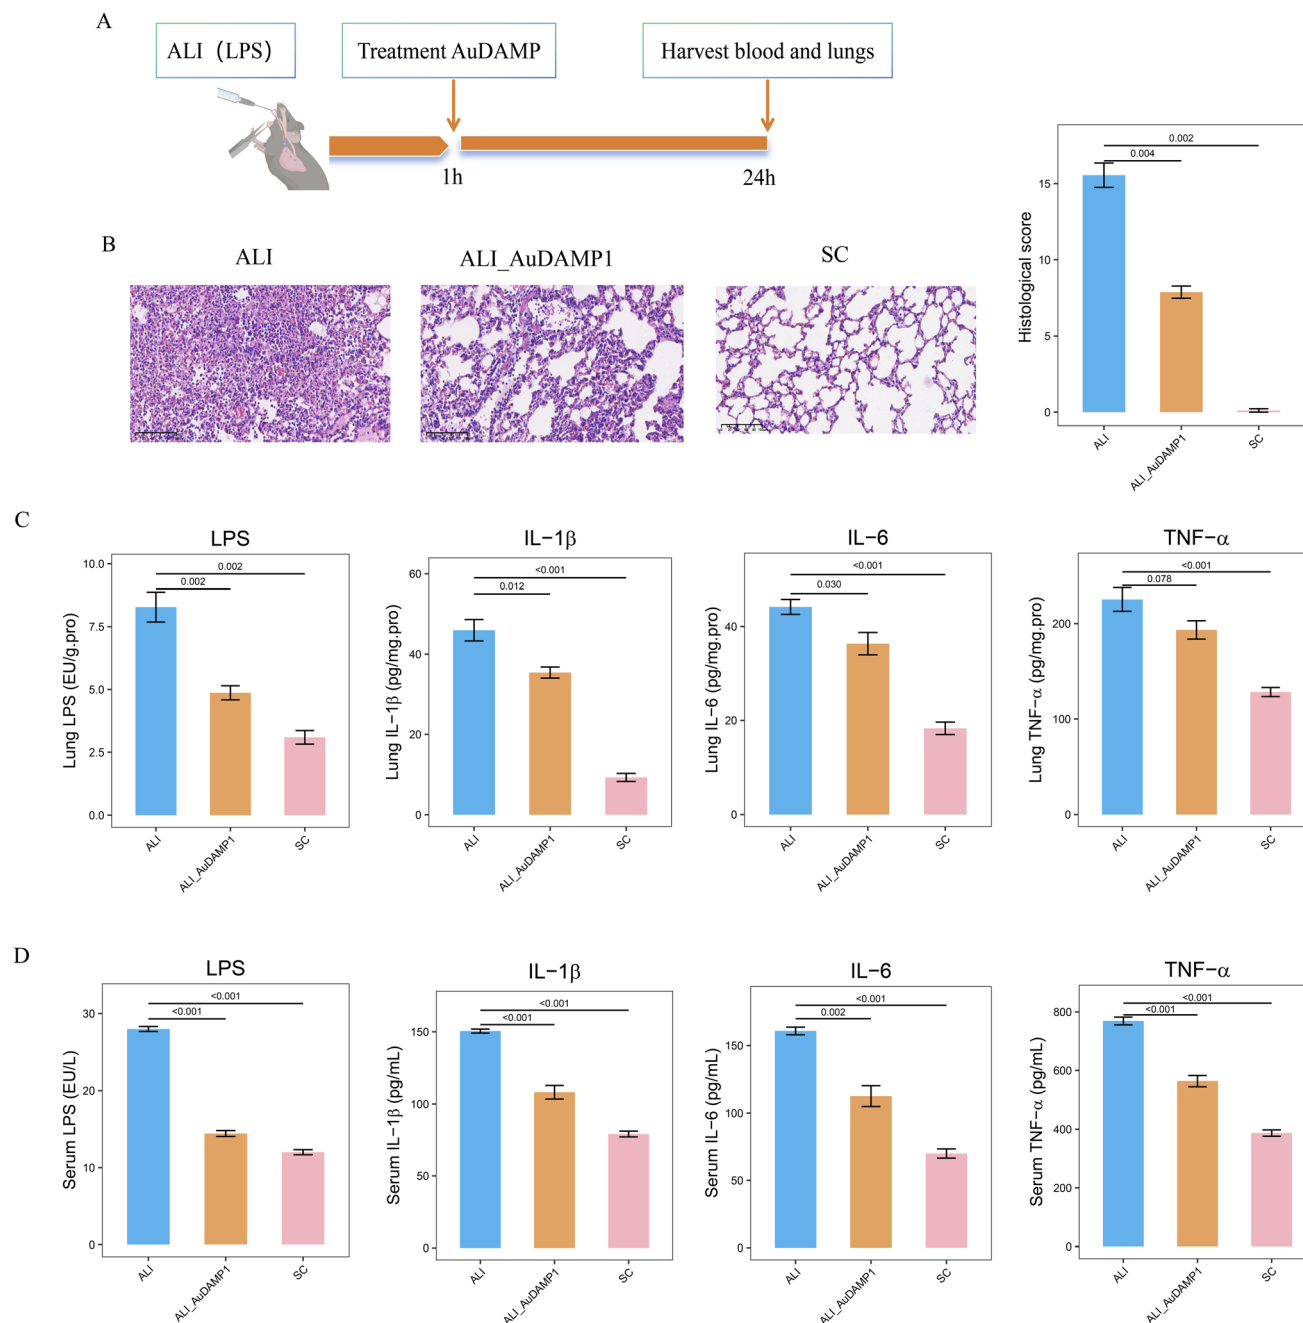 A
ALI（LPS）
Treatment AuDAMP
Harvest blood and lungs
1h
24h
B
ALI
ALI_AuDAMP1
SC
Histological score
15
10
5
0
0.002
0.004
ALI
ALI_AuDAMP1
SC
C
LPS
Lung LPS (EU/g.pro)
10.0
7.5
5.0
2.5
0.0
0.002
0.002
ALI
ALI_AuDAMP1
SC
IL−1β
Lung IL−1β (pg/mg.pro)
60
40
20
0
<0.001
0.012
ALI
ALI_AuDAMP1
SC
IL−6
Lung IL−6 (pg/mg.pro)
40
20
0
<0.001
0.030
ALI
ALI_AuDAMP1
SC
TNF−α
Lung TNF−α (pg/mg.pro)
200
100
0
<0.001
0.078
ALI
ALI_AuDAMP1
SC
D
LPS
Serum LPS (EU/L)
30
20
10
0
<0.001
<0.001
ALI
ALI_AuDAMP1
SC
IL−1β
Serum IL−1β (pg/mL)
150
100
50
0
<0.001
<0.001
ALI
ALI_AuDAMP1
SC
IL−6
Serum IL−6 (pg/mL)
150
100
50
0
<0.001
0.002
ALI
ALI_AuDAMP1
SC
TNF−α
Serum TNF−α (pg/mL)
800
600
400
200
0
<0.001
<0.001
ALI
ALI_AuDAMP1
SC